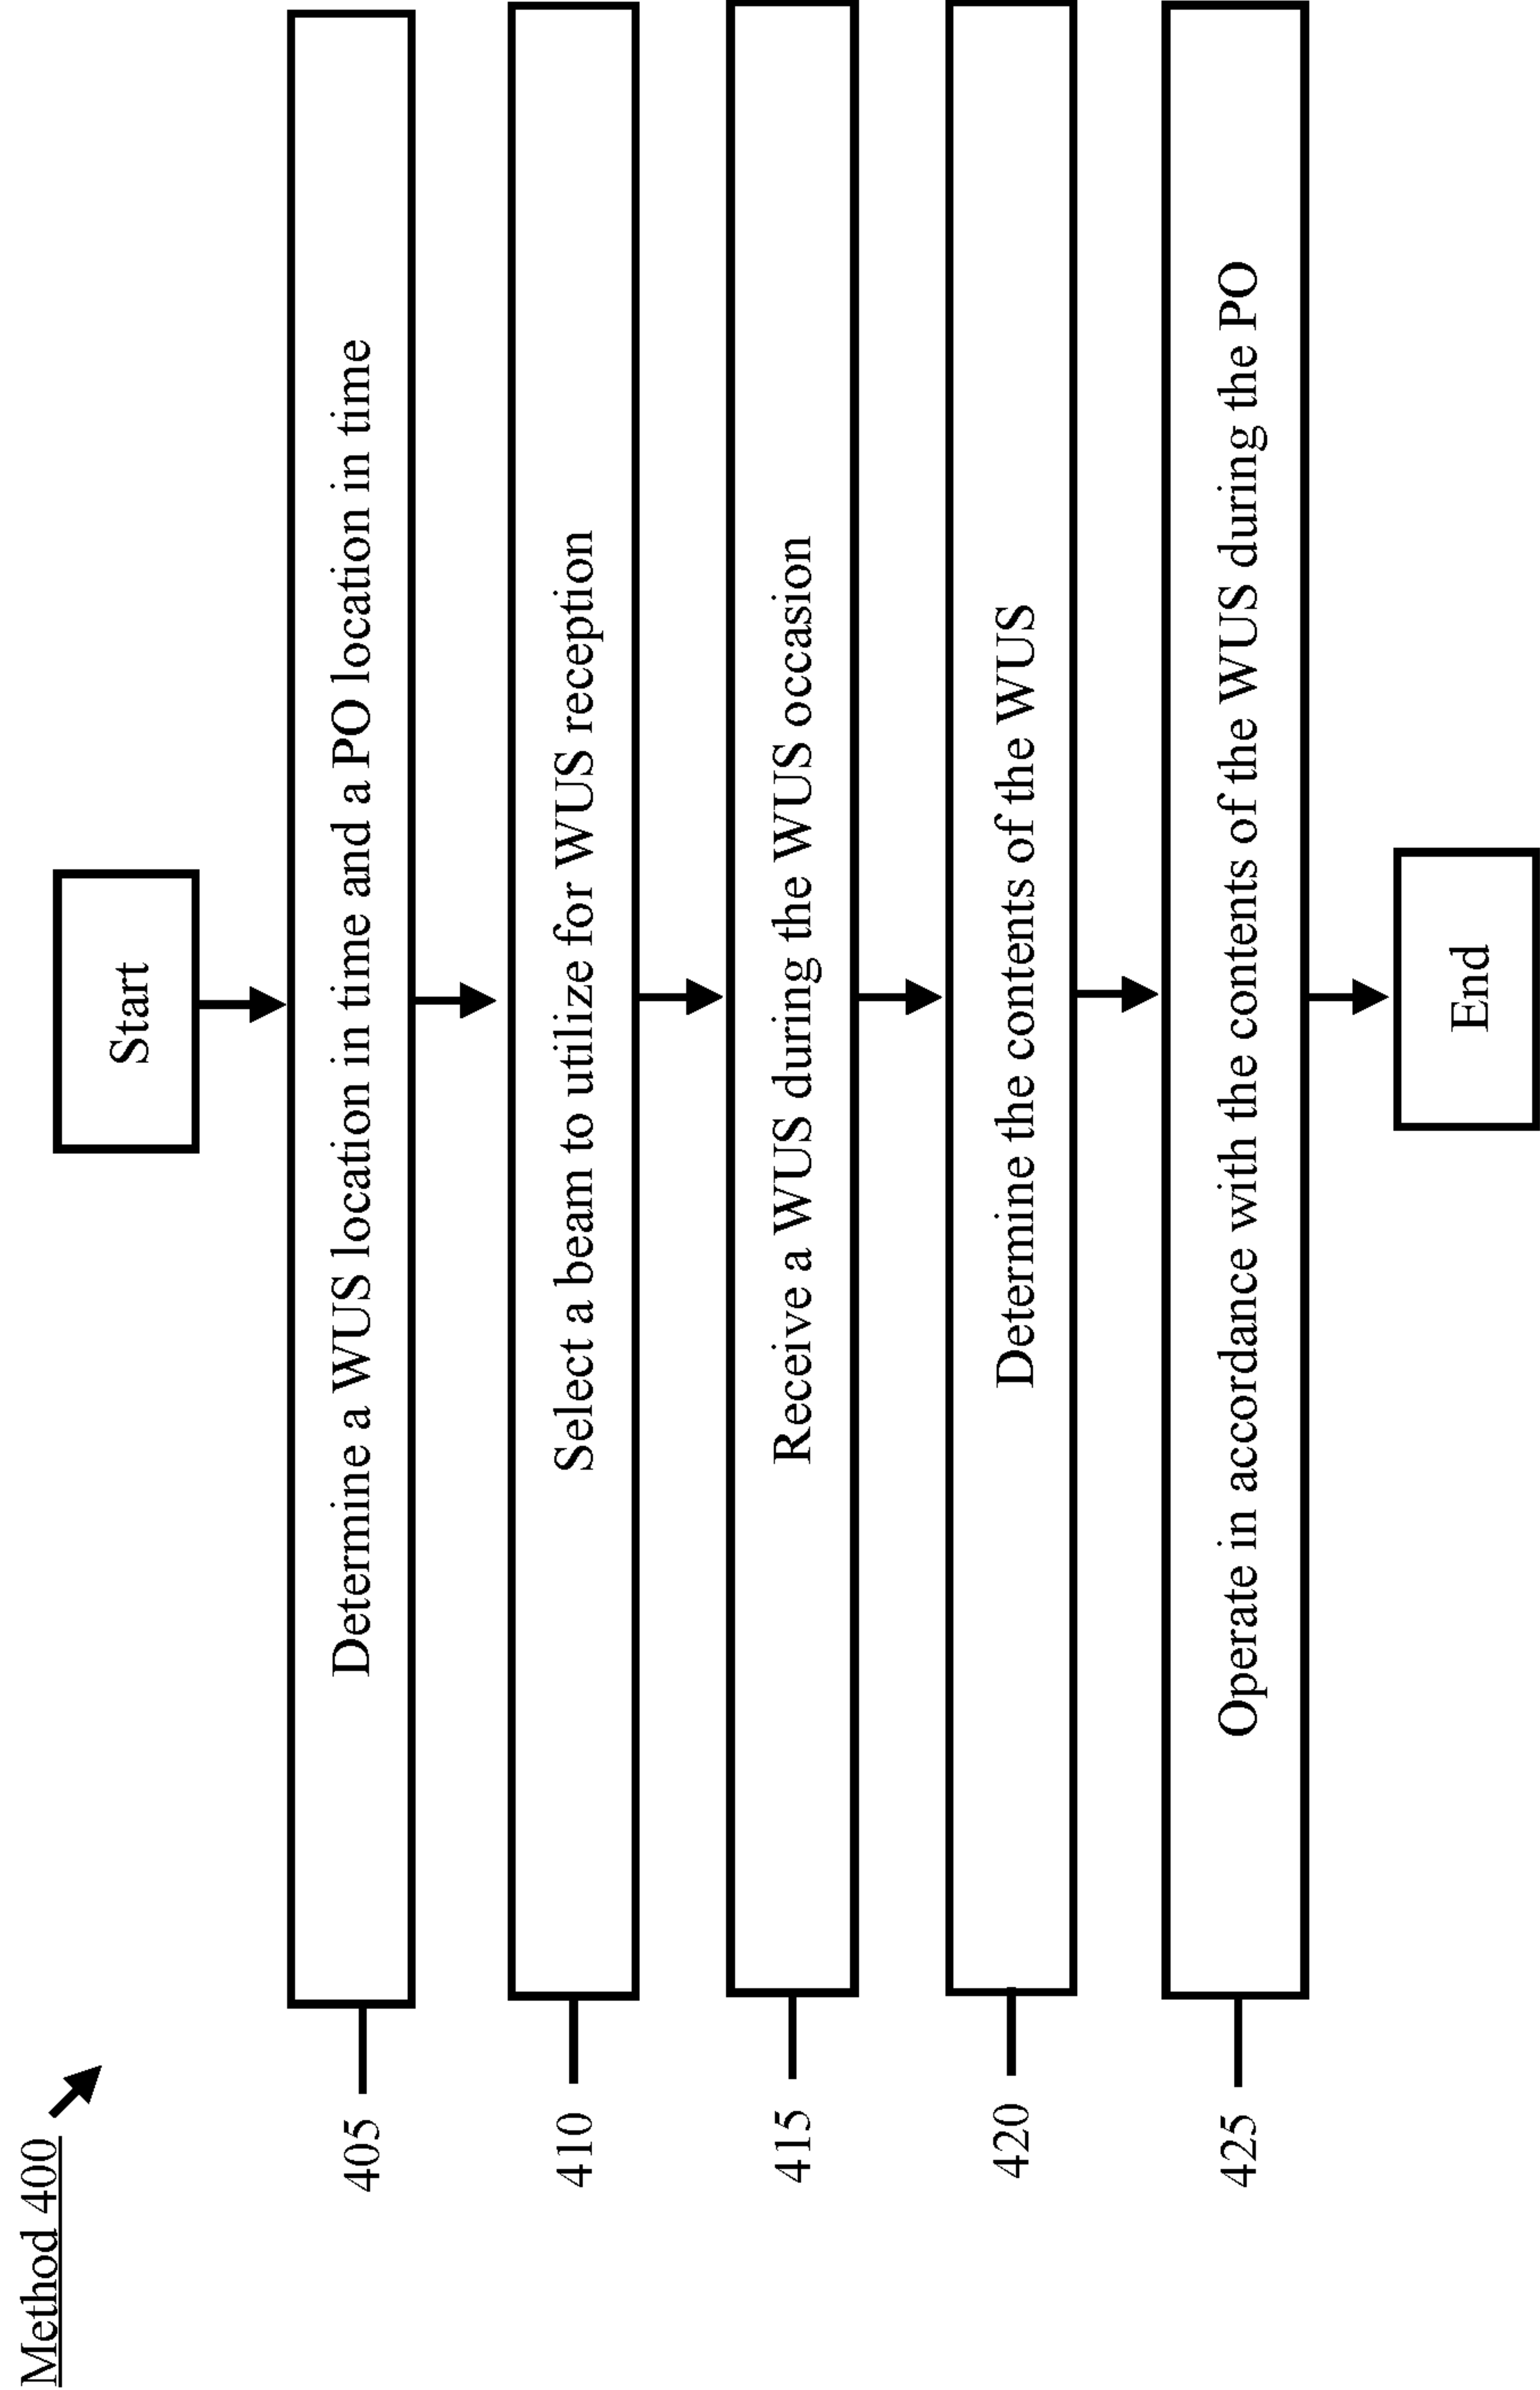 Method 400
Start
405
Determine a WUS location in time and a PO location in time
410
Select a beam to utilize for WUS reception
415
Receive a WUS during the WUS occasion
420
Determine the contents of the WUS
425
Operate in accordance with the contents of the WUS during the PO
End